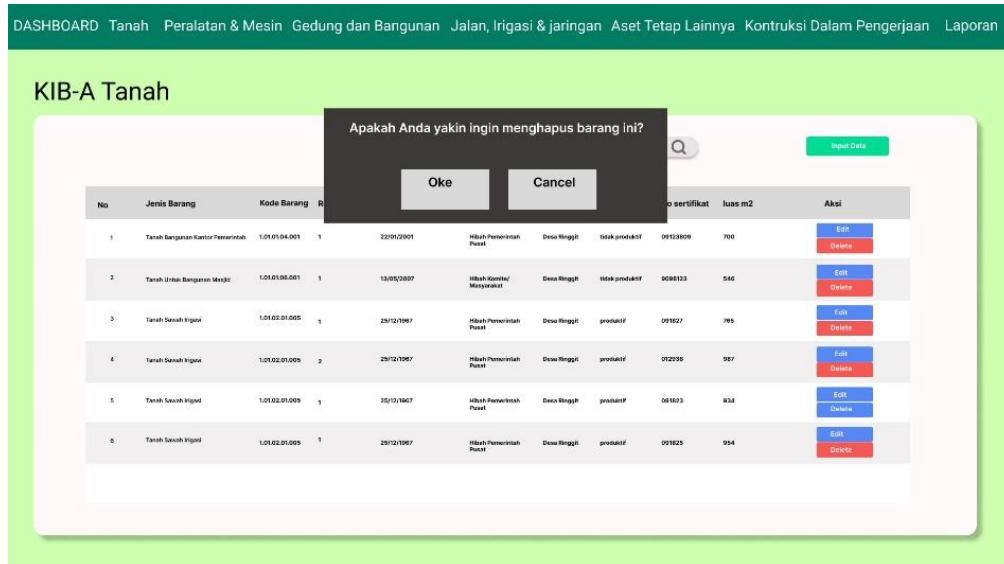 DASHBOARD Tanah Peralatan & Mesin Gedung dan Bangunan Jalan, Irigasi & jaringan Aset Tetap Lainnya Kontruksi Dalam Pengerjaan Laporan
KIB-A Tanah
Apakah Anda yakin ingin menghapus barang ini?
Input Data
Oke Cancel
No Jenis Barang Kode Barang sertifikat luas m2 Aksi
1 Tanah Bangunan Kantor Pemerintah 1.01.01.04.001 1 22/01/2001 Hibah Pemerintah Desa Ringgit tidak produktif 09123809 700 Edit
Pusat Delete
2 Tanah Untuk Bangunan Masjid 1.01.01.06.001 1 13/05/2007 Hibah Komite/ Desa Ringgit tidak produktif 9098123 546 Edit
Masyarakat Delete
3 Tanah Sawah Irigasi 1.01.02.01.005 1 29/12/1967 Hibah Pemerintah Desa Ringgit produktif 091827 765 Edit
Pusat Delete
4 Tanah Sawah Irigasi 1.01.02.01.005 2 29/12/1967 Hibah Pemerintah Desa Ringgit produktif 012938 987 Edit
Pusat Delete
5 Tanah Sawah Irigasi 1.01.02.01.005 1 25/12/1967 Hibah Pemerintah Desa Ringgit produktif 091823 834 Edit
Pusat Delete
6 Tanah Sawah Irigasi 1.01.02.01.005 1 29/12/1967 Hibah Pemerintah Desa Ringgit produktif 091825 954 Edit
Pusat Delete